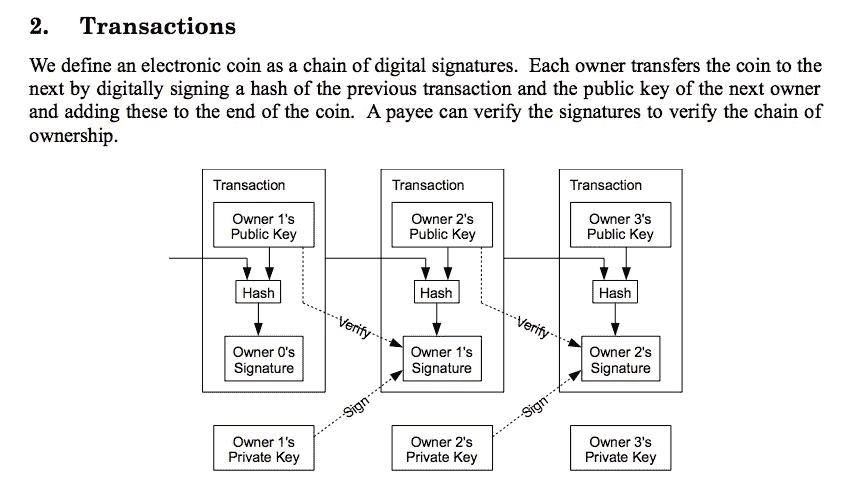 2. Transactions
We define an electronic coin as a chain of digital signatures. Each owner transfers the coin to the
next by digitally signing a hash of the previous transaction and the public key of the next owner
and adding these to the end of the coin. A payee can verify the signatures to verify the chain of
ownership.
Transaction
Owner 1's
Public Key
Hash
Owner 0's
Signature
Transaction
Owner 2's
Public Key
Hash
Owner 1's
Signature
Transaction
Owner 3's
Public Key
Hash
Owner 2's
Signature
Verify
Verify
Sign
Sign
Owner 1's
Private Key
Owner 2's
Private Key
Owner 3's
Private Key